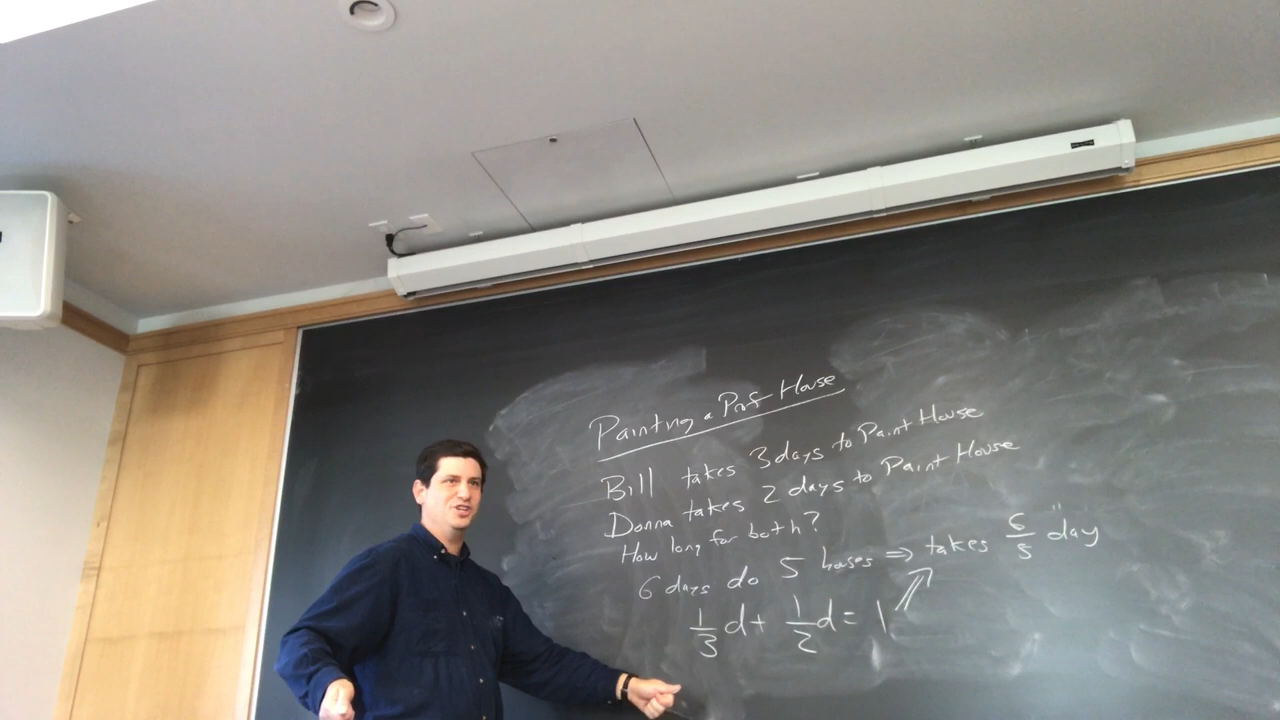 Painting a Prof House
Bill takes 3 days to Paint House
Donna takes 2 days to Paint House
How long for both?
6 days do 5 hoses ⇒ takes 6/5 "day
1/3 d + 1/2 d = 1